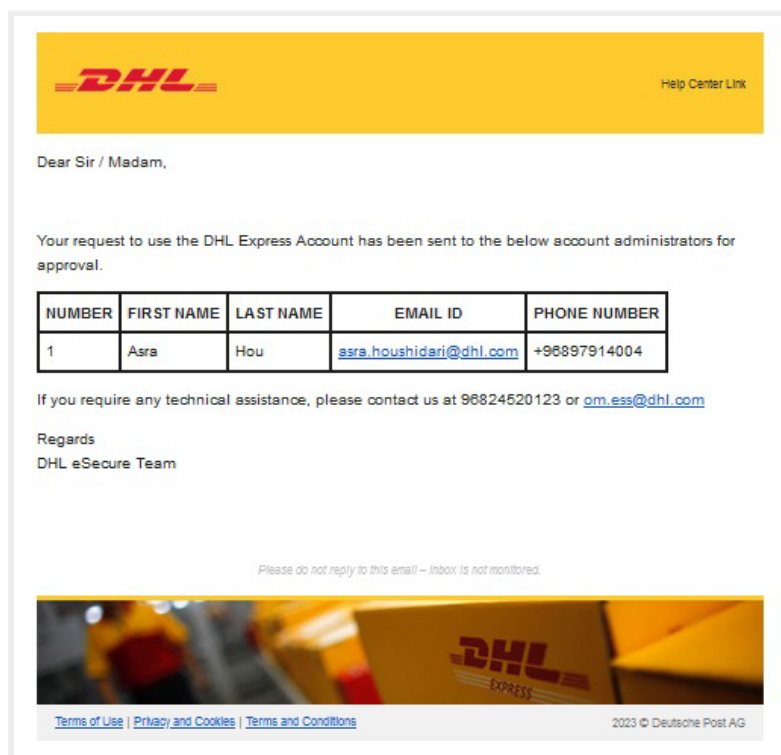 DHL
Help Center Link
Dear Sir / Madam,
Your request to use the DHL Express Account has been sent to the below account administrators for
approval.
NUMBER FIRST NAME LAST NAME EMAIL ID PHONE NUMBER
1 Asra Hou asra.houshidari@dhl.com +96897914004
If you require any technical assistance, please contact us at 96824520123 or om.ess@dhl.com
Regards
DHL eSecure Team
Please do not reply to this email – Inbox is not monitored.
DHL
EXPRESS
Terms of Use | Privacy and Cookies | Terms and Conditions
2023 © Deutsche Post AG